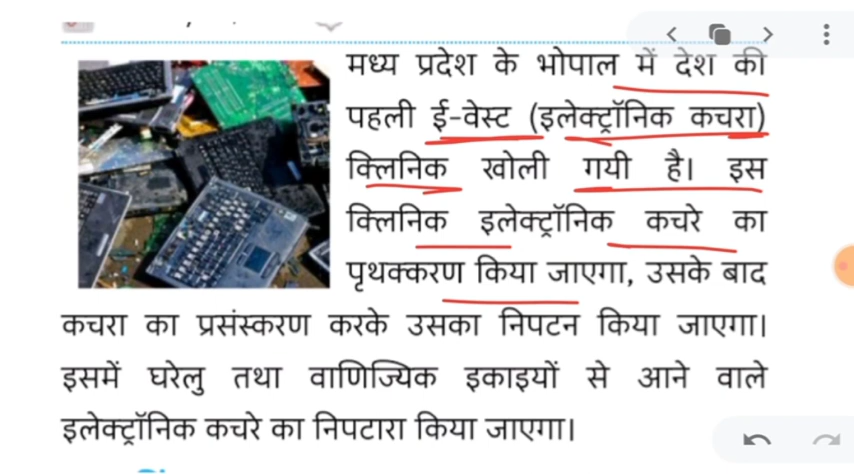 मध्य प्रदेश के भोपाल में देश की
पहली ई-वेस्ट (इलेक्ट्रॉनिक कचरा)
क्लिनिक खोली गयी है। इस
क्लिनिक इलेक्ट्रॉनिक कचरे का
पृथक्करण किया जाएगा, उसके बाद
कचरा का प्रसंस्करण करके उसका निपटन किया जाएगा।
इसमें घरेलु तथा वाणिज्यिक इकाइयों से आने वाले
इलेक्ट्रॉनिक कचरे का निपटारा किया जाएगा।